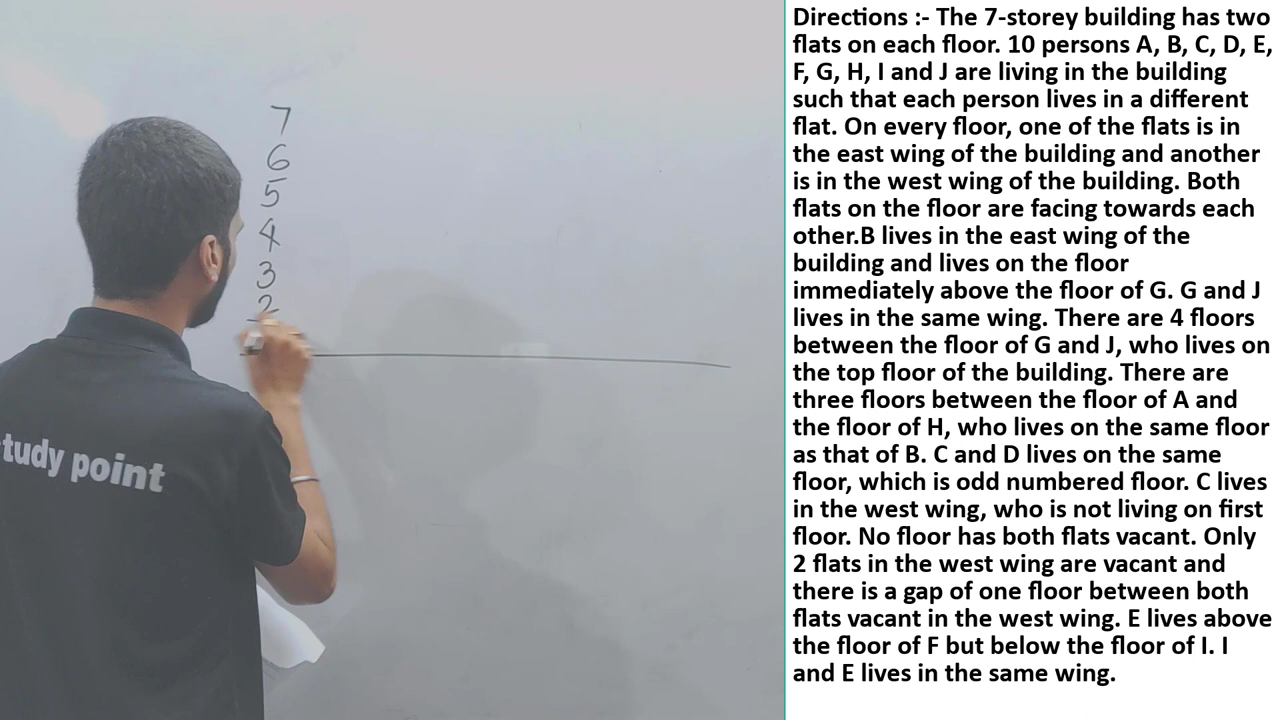 7
6
5
4
3
2
tudy point
Directions :- The 7-storey building has two
flats on each floor. 10 persons A, B, C, D, E,
F, G, H, I and J are living in the building
such that each person lives in a different
flat. On every floor, one of the flats is in
the east wing of the building and another
is in the west wing of the building. Both
flats on the floor are facing towards each
other.B lives in the east wing of the
building and lives on the floor
immediately above the floor of G. G and J
lives in the same wing. There are 4 floors
between the floor of G and J, who lives on
the top floor of the building. There are
three floors between the floor of A and
the floor of H, who lives on the same floor
as that of B. C and D lives on the same
floor, which is odd numbered floor. C lives
in the west wing, who is not living on first
floor. No floor has both flats vacant. Only
2 flats in the west wing are vacant and
there is a gap of one floor between both
flats vacant in the west wing. E lives above
the floor of F but below the floor of I. I
and E lives in the same wing.